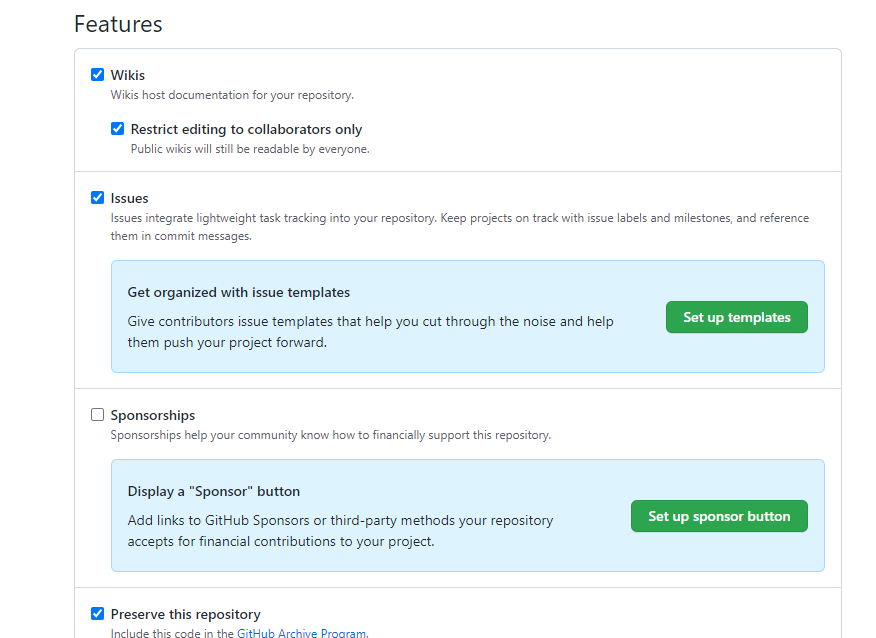 Features
Wikis
Wikis host documentation for your repository.
Restrict editing to collaborators only
Public wikis will still be readable by everyone.
Issues
Issues integrate lightweight task tracking into your repository. Keep projects on track with issue labels and milestones, and reference
them in commit messages.
Get organized with issue templates
Give contributors issue templates that help you cut through the noise and help
them push your project forward.
Set up templates
Sponsorships
Sponsorships help your community know how to financially support this repository.
Display a "Sponsor" button
Add links to GitHub Sponsors or third-party methods your repository
accepts for financial contributions to your project.
Set up sponsor button
Preserve this repository
Include this code in the GitHub Archive Program.